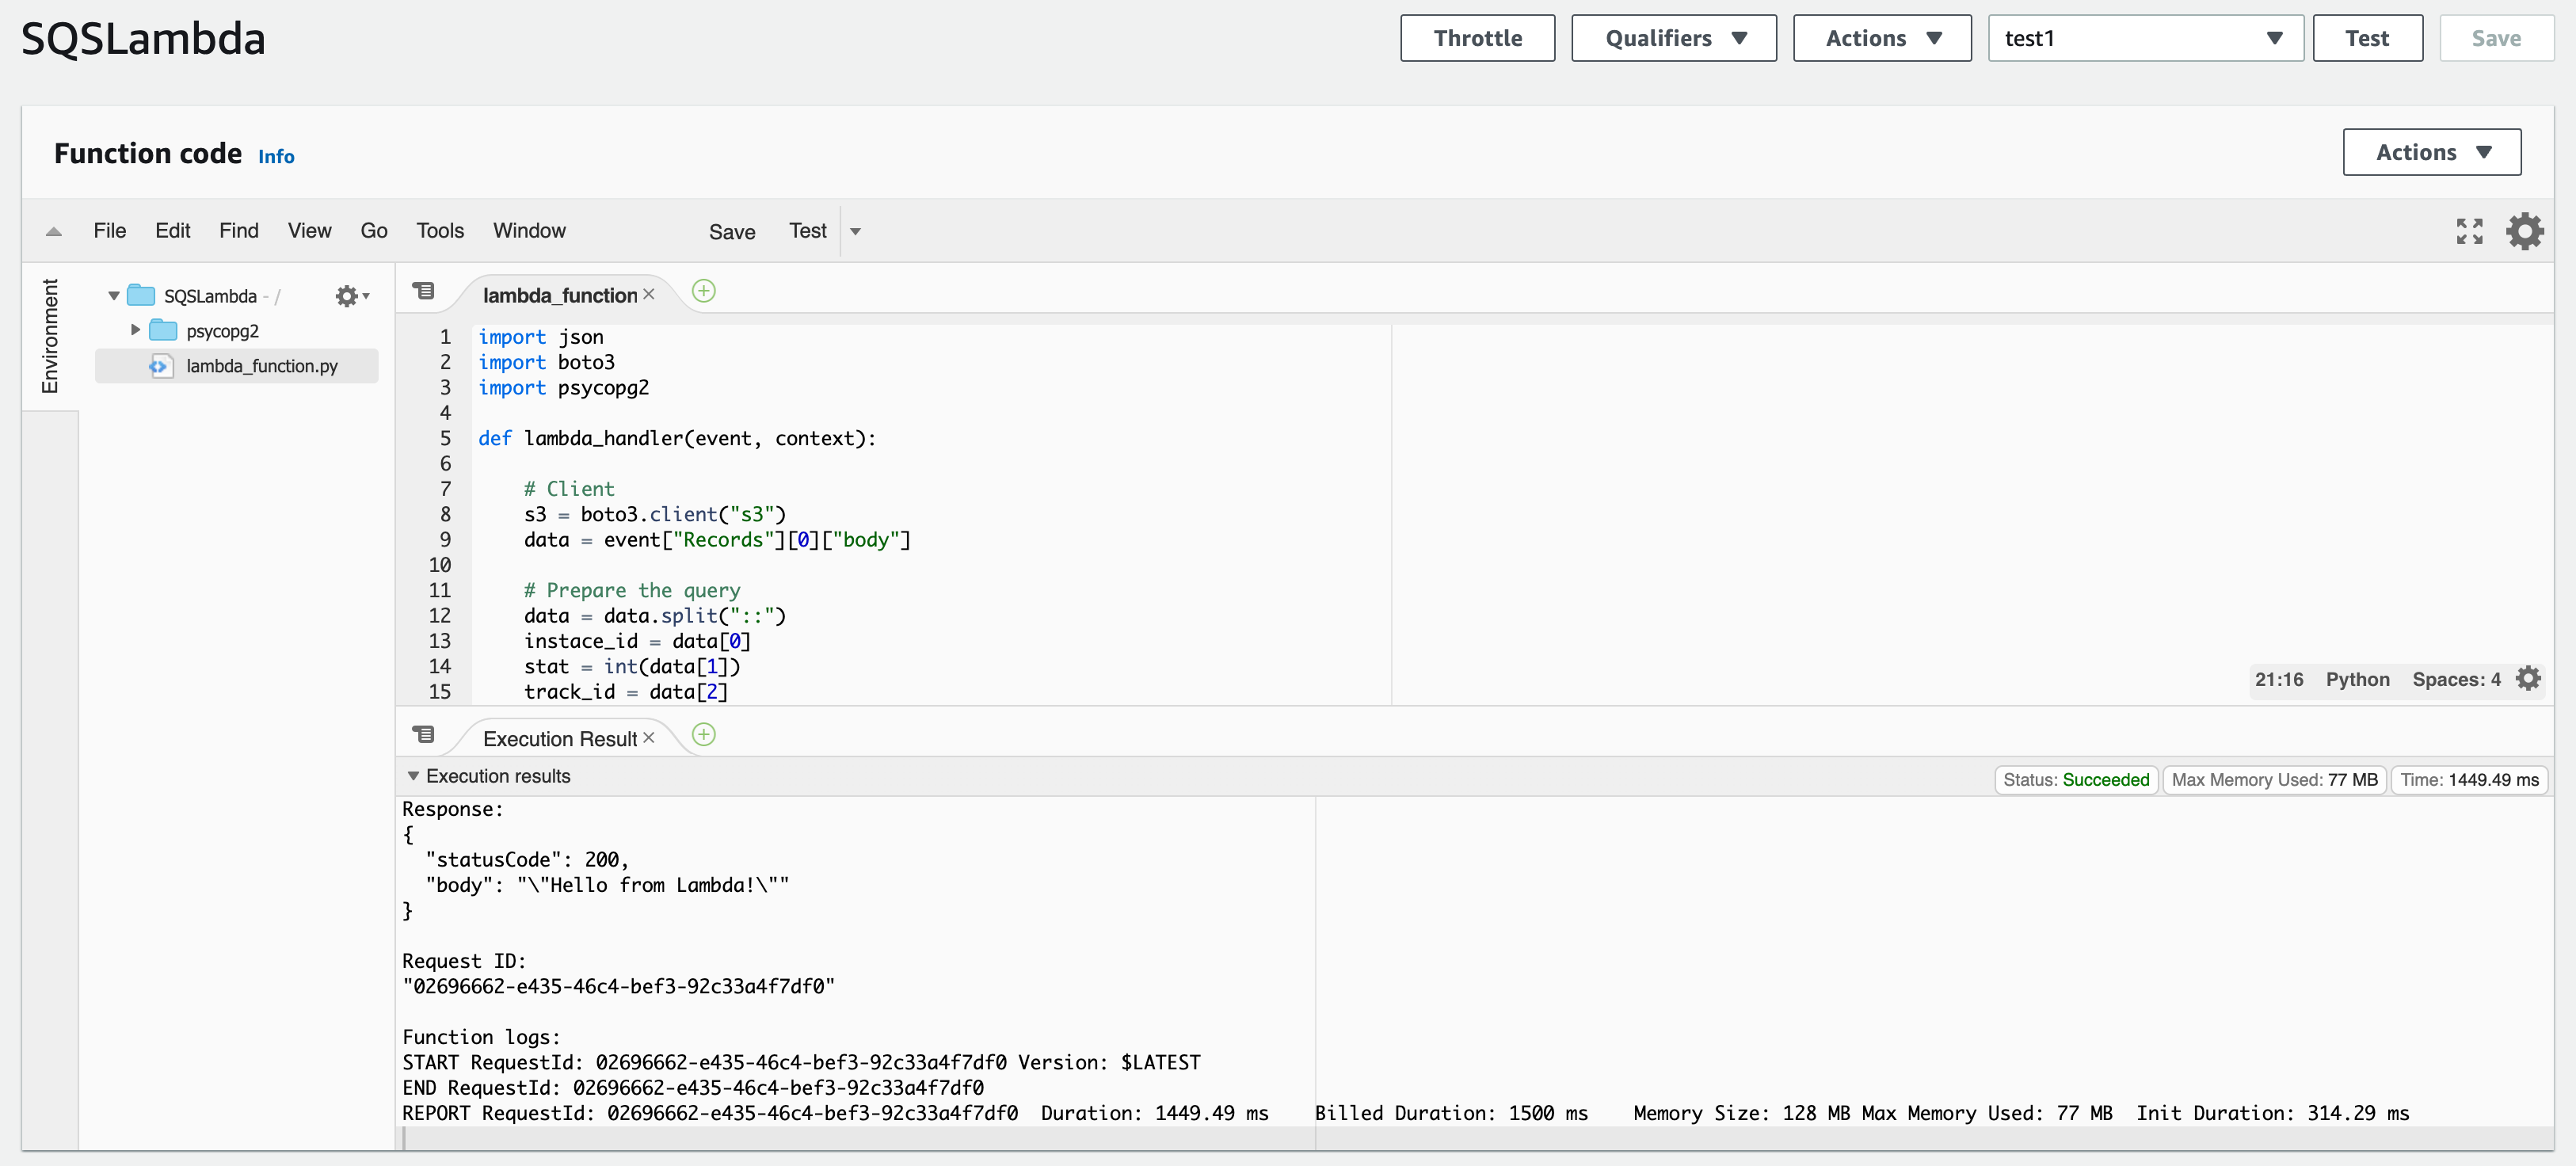 SQSLambda
Throttle Qualifiers Actions test1 Test Save
Function code Info
Actions
File Edit Find View Go Tools Window Save Test
Environment
SQSLambda - /
psycopg2
lambda_function.py
lambda_function
1 import json
2 import boto3
3 import psycopg2
4
5 def lambda_handler(event, context):
6
7 # Client
8 s3 = boto3.client("s3")
9 data = event["Records"][0]["body"]
10
11 # Prepare the query
12 data = data.split("::")
13 instace_id = data[0]
14 stat = int(data[1])
15 track_id = data[2]
21:16 Python Spaces: 4
Execution Result
Execution results
Status: Succeeded Max Memory Used: 77 MB Time: 1449.49 ms
Response:
{
"statusCode": 200,
"body": "\"Hello from Lambda!\""
}
Request ID:
"02696662-e435-46c4-bef3-92c33a4f7df0"
Function logs:
START RequestId: 02696662-e435-46c4-bef3-92c33a4f7df0 Version: $LATEST
END RequestId: 02696662-e435-46c4-bef3-92c33a4f7df0
REPORT RequestId: 02696662-e435-46c4-bef3-92c33a4f7df0 Duration: 1449.49 ms Billed Duration: 1500 ms Memory Size: 128 MB Max Memory Used: 77 MB Init Duration: 314.29 ms